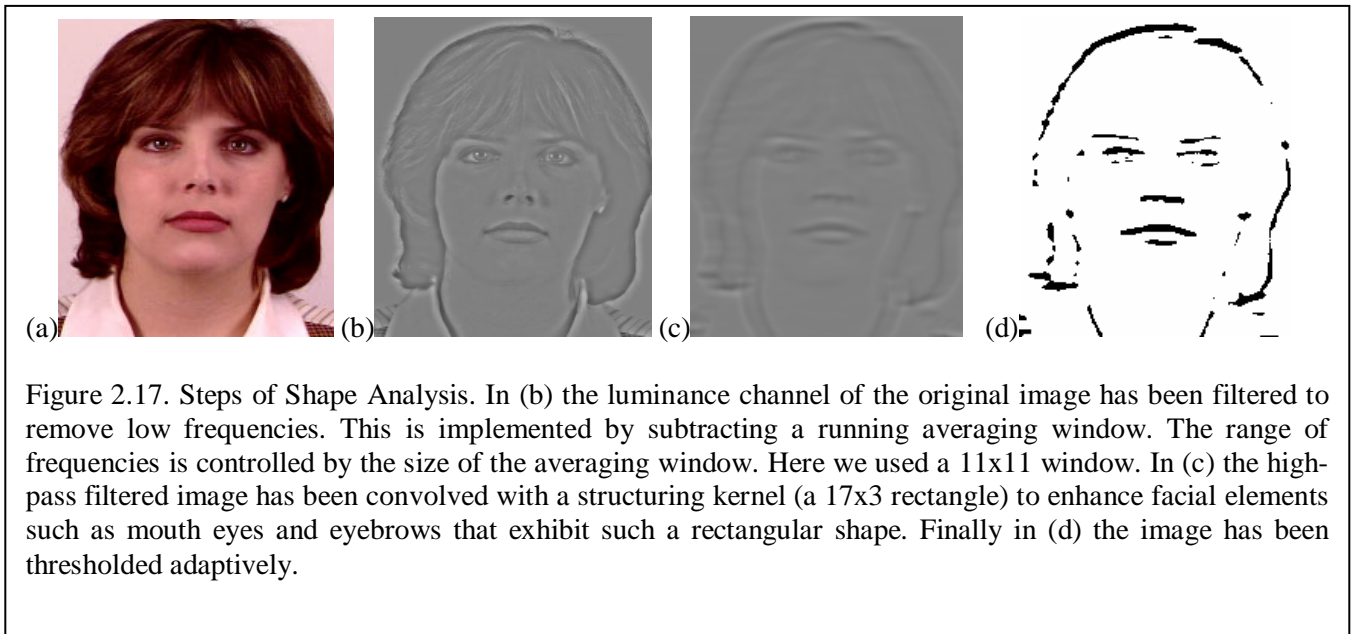 (a) (b) (c) (d)
Figure 2.17. Steps of Shape Analysis. In (b) the luminance channel of the original image has been filtered to
remove low frequencies. This is implemented by subtracting a running averaging window. The range of
frequencies is controlled by the size of the averaging window. Here we used a 11x11 window. In (c) the high-
pass filtered image has been convolved with a structuring kernel (a 17x3 rectangle) to enhance facial elements
such as mouth eyes and eyebrows that exhibit such a rectangular shape. Finally in (d) the image has been
thresholded adaptively.